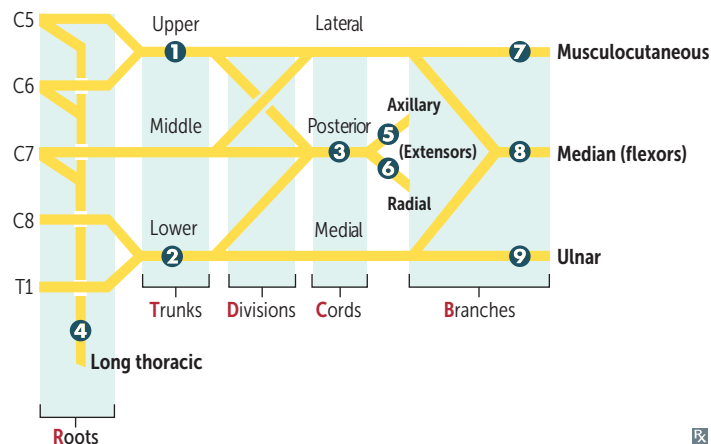 C5
Upper
Lateral
1
7
Musculocutaneous
C6
Axillary
Middle
Posterior
5
C7
3
(Extensors)
8
Median (flexors)
6
Radial
C8
Lower
Medial
2
9
Ulnar
T1
Trunks
Divisions
Cords
Branches
4
Long thoracic
Roots
Rx